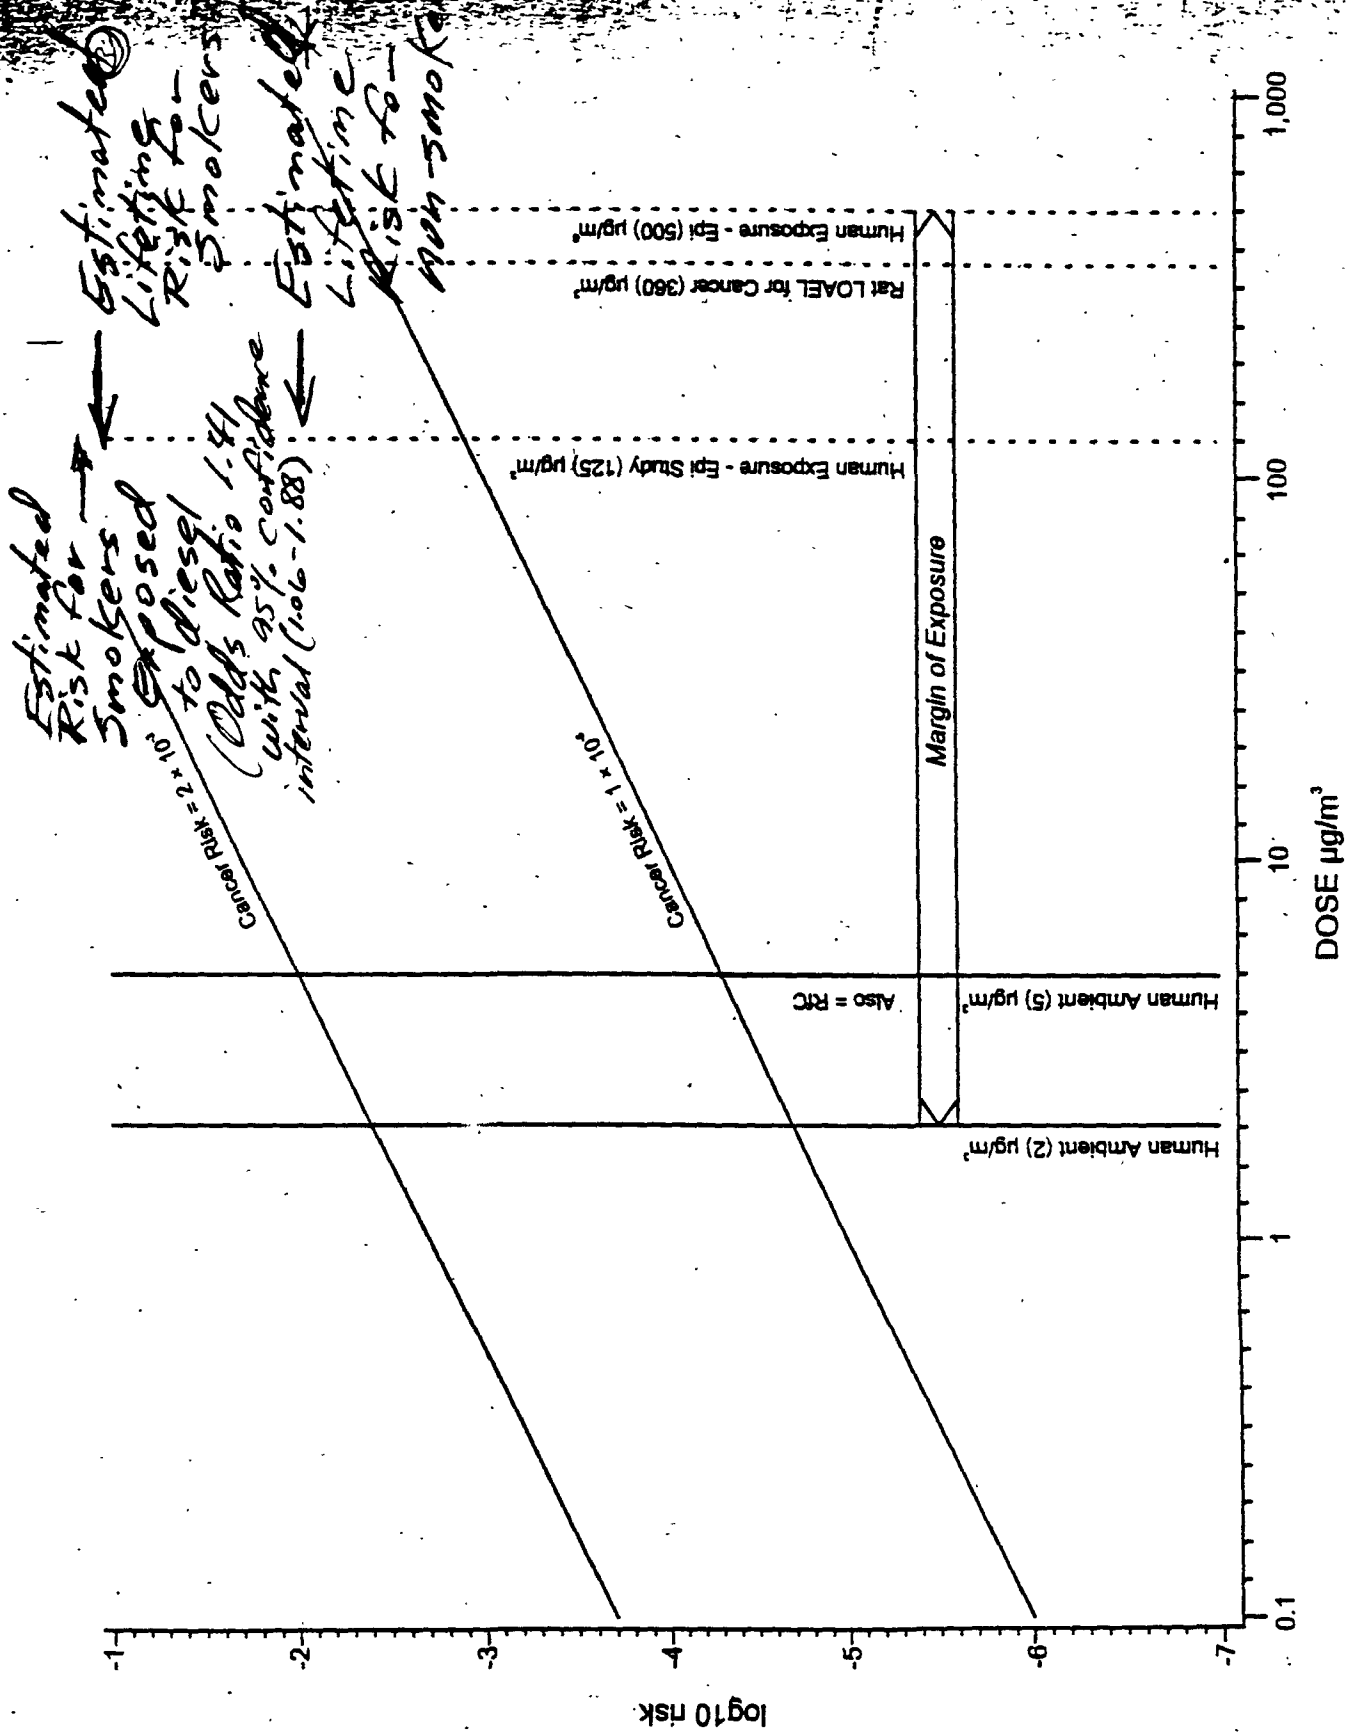 Estimated
Risk for
Smokers
exposed
to diesel
(Odds Ratio 1.41
with 95% confidence
interval (1.06-1.88)
Estimated
Lifetime
Risk for
Smokers
Estimated
Lifetime
Risk for
non-smoke
Cancer Risk = 2 x 10
Cancer Risk = 1 x 10
Human Exposure - Epi (500) µg/m³
Rat LOAEL for Cancer (360) µg/m³
Human Exposure - Epi Study (125) µg/m³
Margin of Exposure
Also = RfC
Human Ambient (5) µg/m³
Human Ambient (2) µg/m³
log10 risk
-1
-2
-3
-4
-5
-6
-7
0.1
1
10
100
1,000
DOSE µg/m³